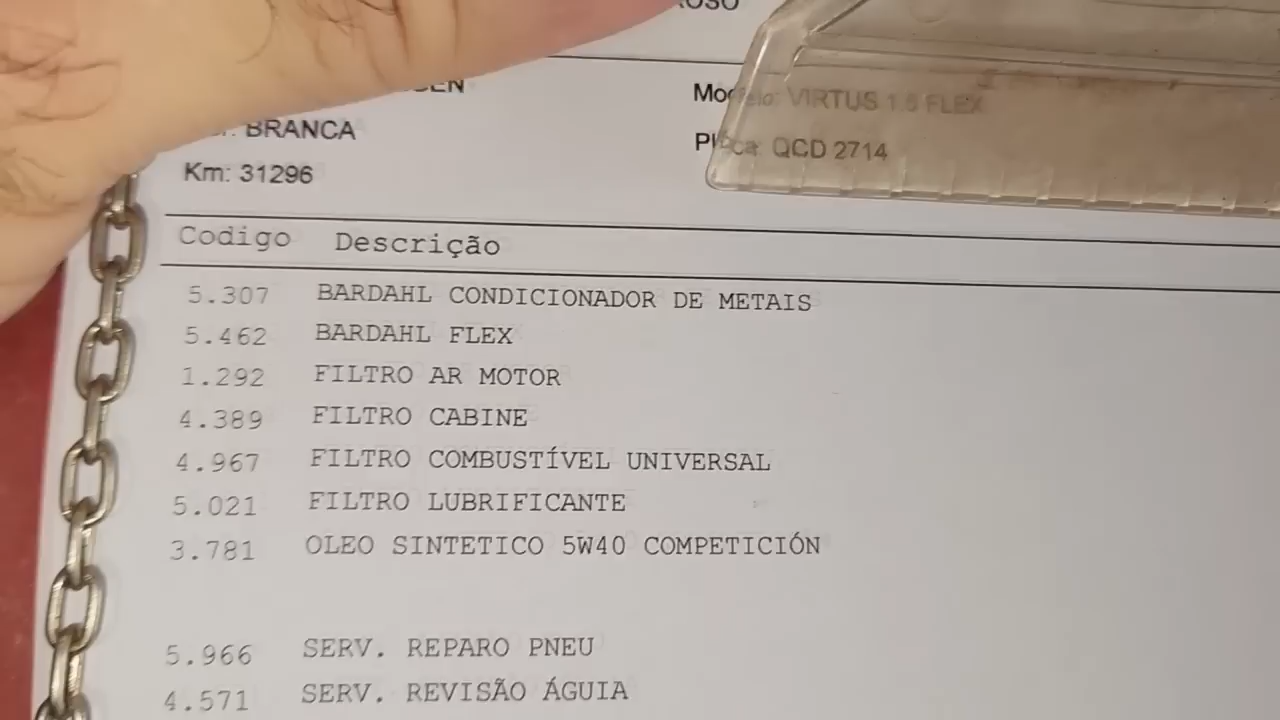 BRANCA
Modelo: VIRTUS 1.6 FLEX
Placa: QCD 2714
Km: 31296
Codigo Descrição
5.307 BARDAHL CONDICIONADOR DE METAIS
5.462 BARDAHL FLEX
1.292 FILTRO AR MOTOR
4.389 FILTRO CABINE
4.967 FILTRO COMBUSTÍVEL UNIVERSAL
5.021 FILTRO LUBRIFICANTE
3.781 OLEO SINTETICO 5W40 COMPETICIÓN
5.966 SERV. REPARO PNEU
4.571 SERV. REVISÃO ÁGUIA